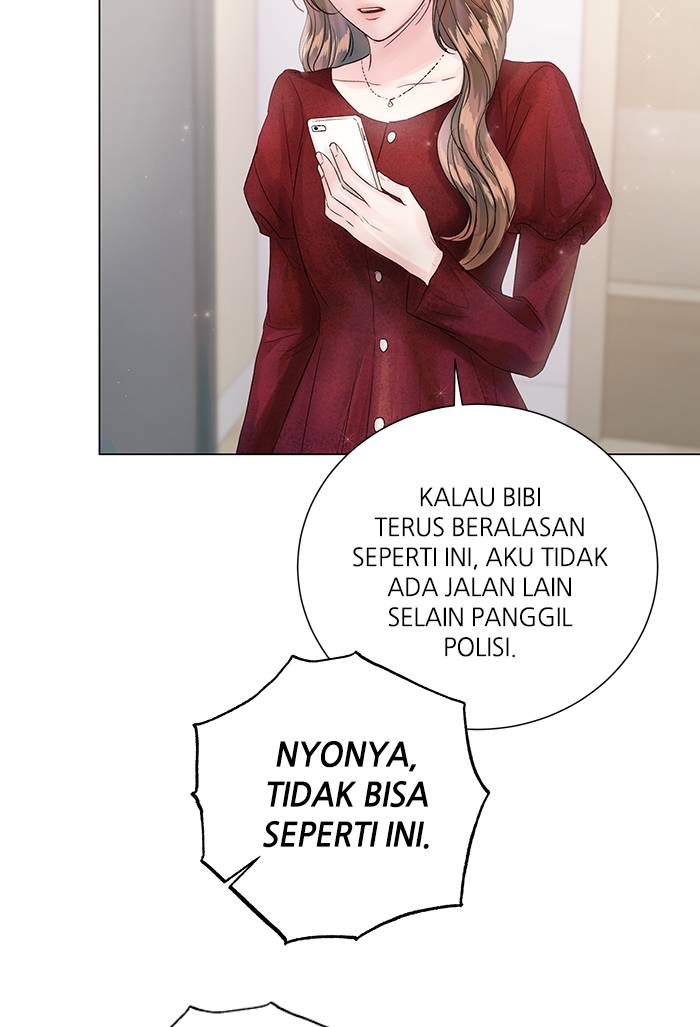 KALAU BIBI
TERUS BERALASAN
SEPERTI INI, AKU TIDAK
ADA JALAN LAIN
SELAIN PANGGIL
POLISI.
NYONYA,
TIDAK BISA
SEPERTI INI.